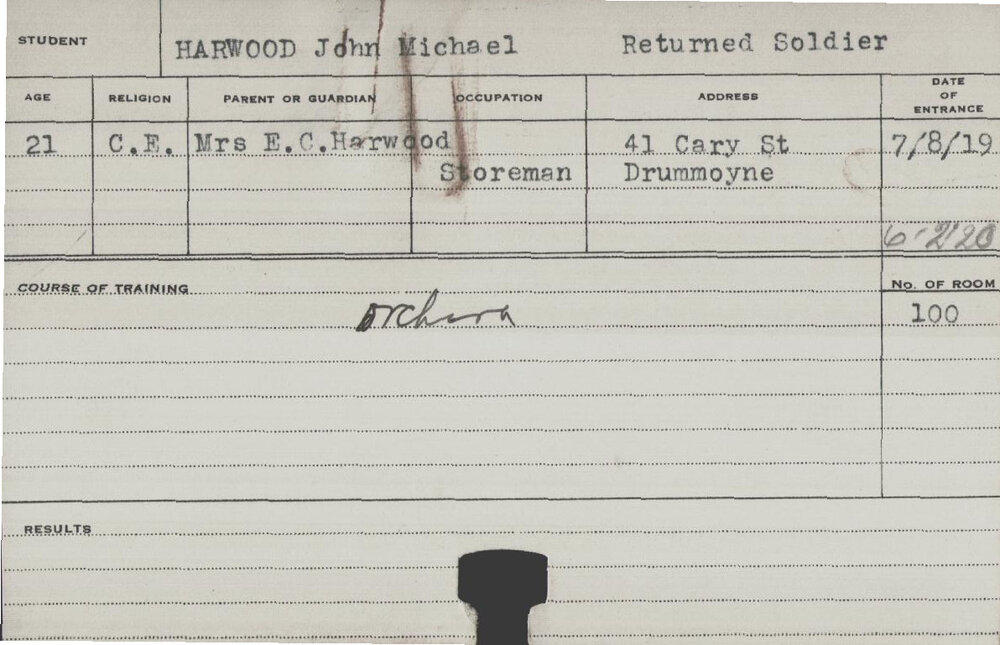 STUDENT HARWOOD John Michael Returned Soldier
AGE RELIGION PARENT OR GUARDIAN OCCUPATION ADDRESS DATE OF ENTRANCE
21 C.E. Mrs E.C.Harwood 41 Cary St 7/8/19
Storeman Drummoyne
6-2/20
COURSE OF TRAINING No. OF ROOM
Orchard 100
RESULTS